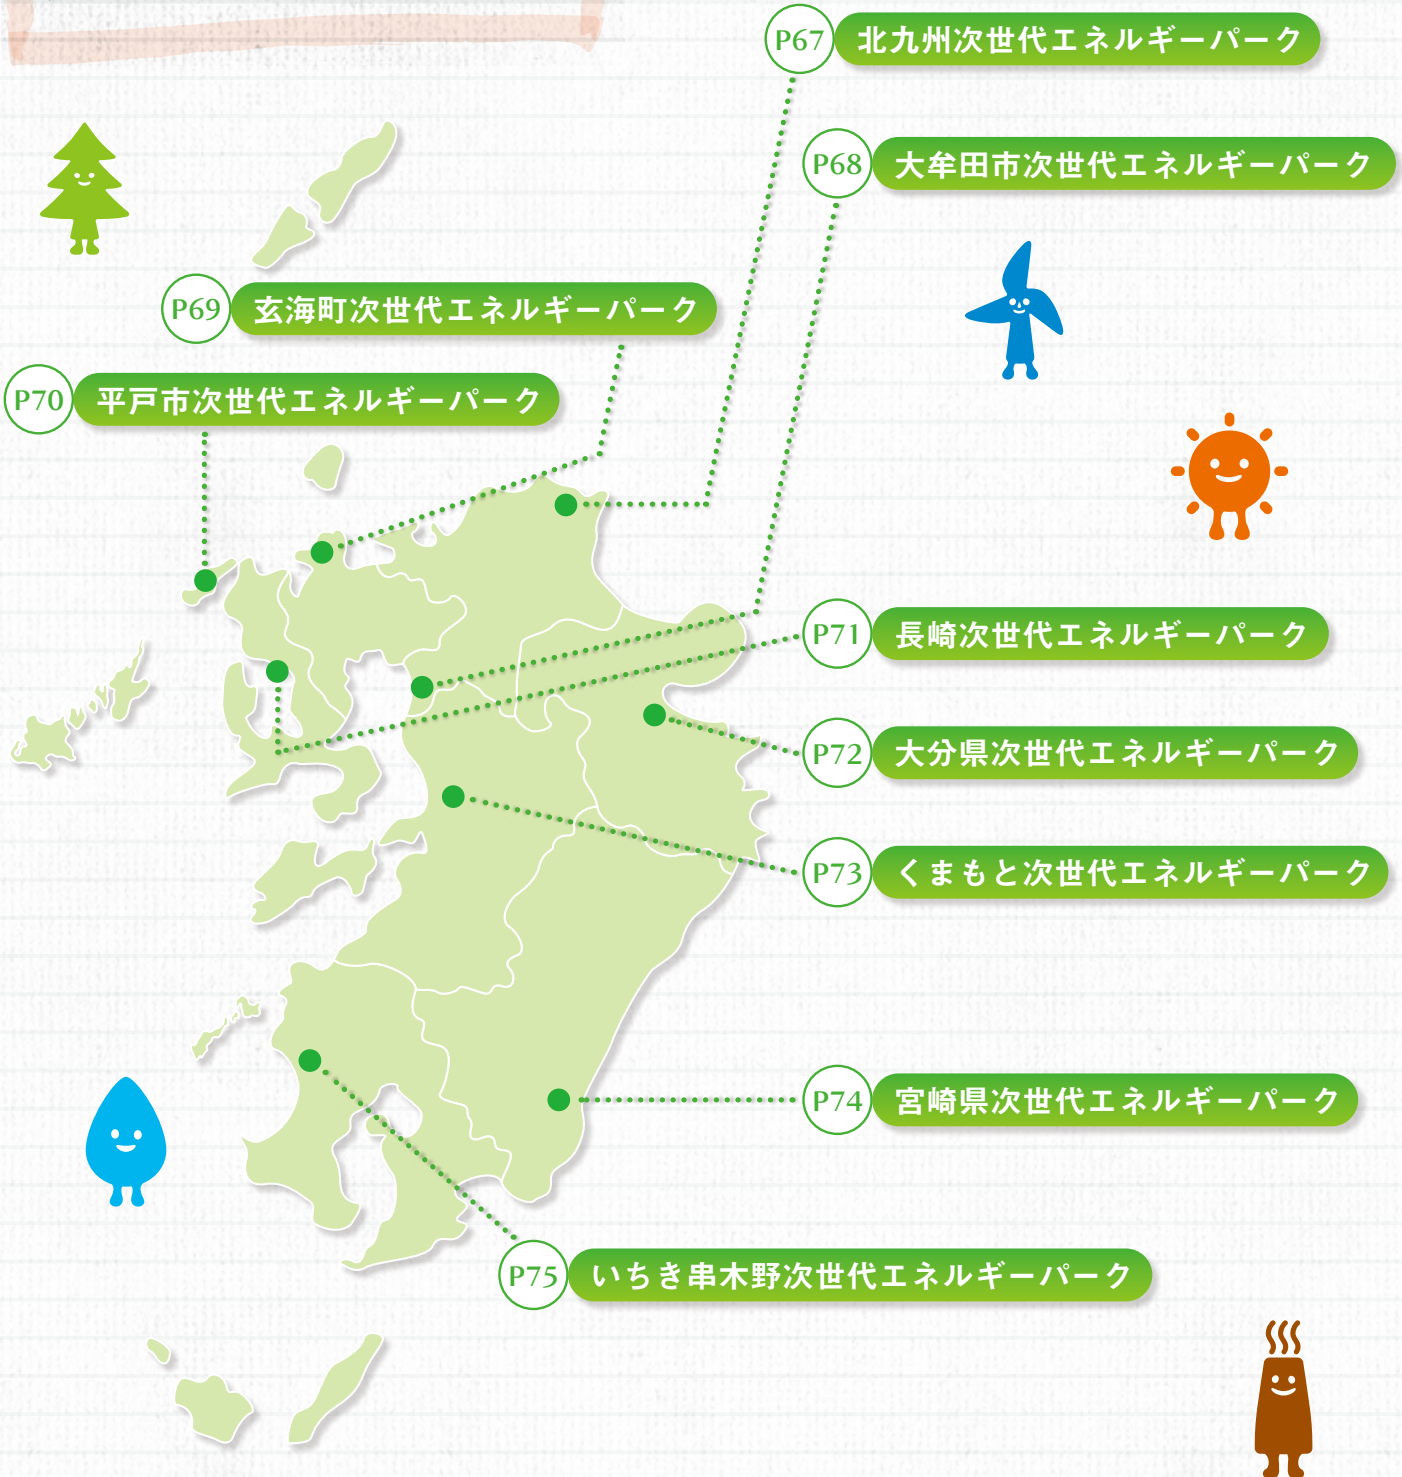 P67 北九州次世代エネルギーパーク
P68 大牟田市次世代エネルギーパーク
P69 玄海町次世代エネルギーパーク
P70 平戸市次世代エネルギーパーク
P71 長崎次世代エネルギーパーク
P72 大分県次世代エネルギーパーク
P73 くまもと次世代エネルギーパーク
P74 宮崎県次世代エネルギーパーク
P75 いちき串木野次世代エネルギーパーク